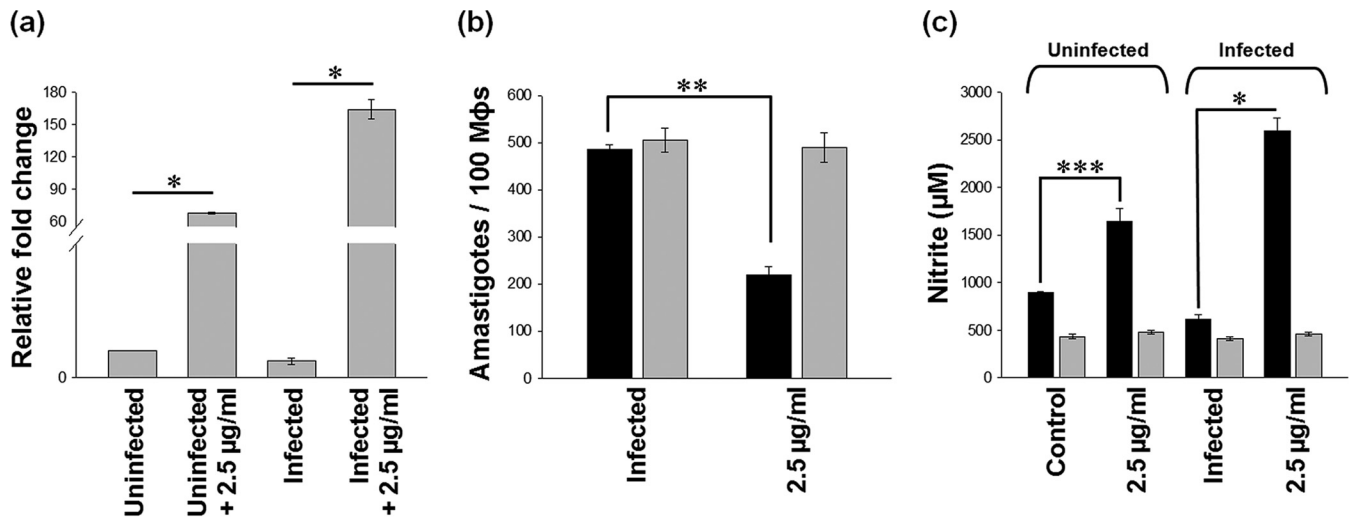 (a)
Relative fold change
180
150
120
90
60
0
*
*
Uninfected
Uninfected
+ 2.5 µg/ml
Infected
Infected
+ 2.5 µg/ml
(b)
Amastigotes / 100 Mϕs
600
500
400
300
200
100
0
**
Infected
2.5 µg/ml
(c)
Uninfected
Infected
Nitrite (µM)
3000
2500
2000
1500
1000
500
0
***
*
Control
2.5 µg/ml
Infected
2.5 µg/ml